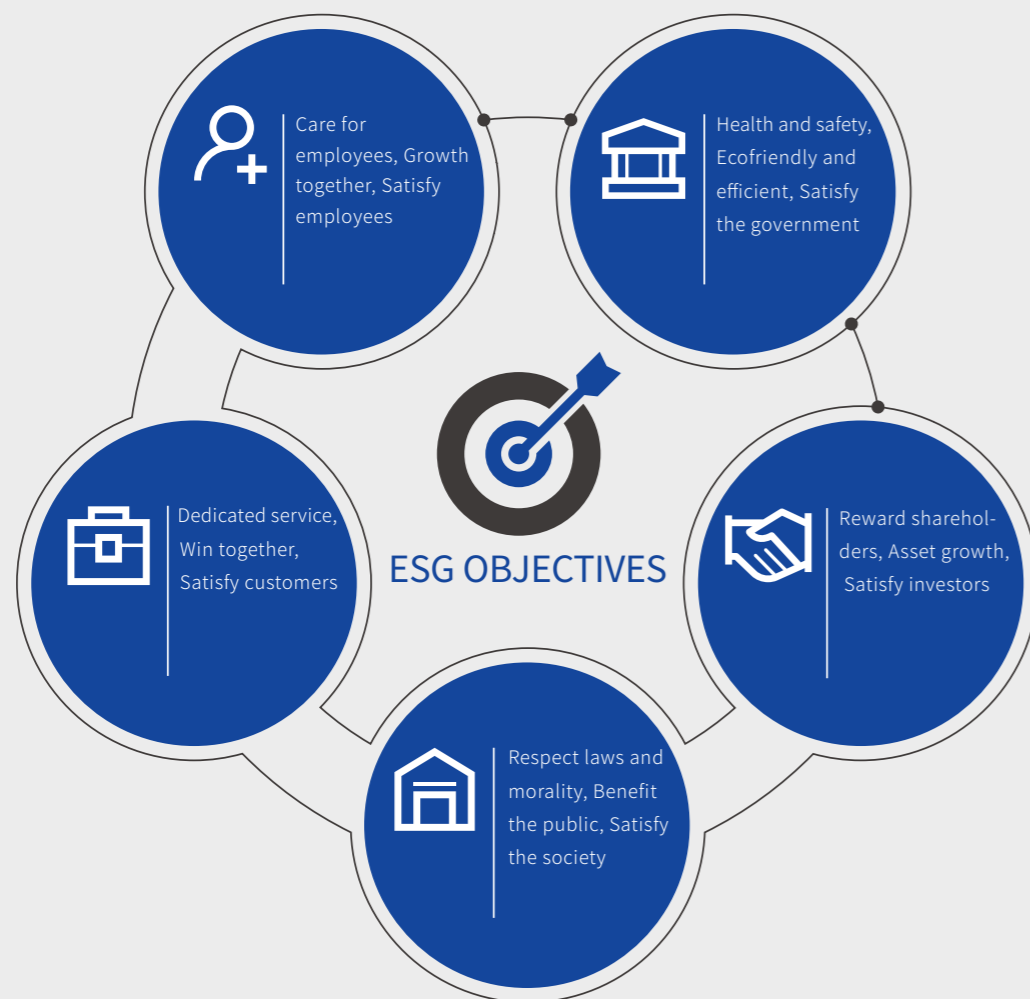 Care for
employees, Growth
together, Satisfy
employees
Health and safety,
Ecofriendly and
efficient, Satisfy
the government
Dedicated service,
Win together,
Satisfy customers
ESG OBJECTIVES
Reward sharehol-
ders, Asset growth,
Satisfy investors
Respect laws and
morality, Benefit
the public, Satisfy
the society